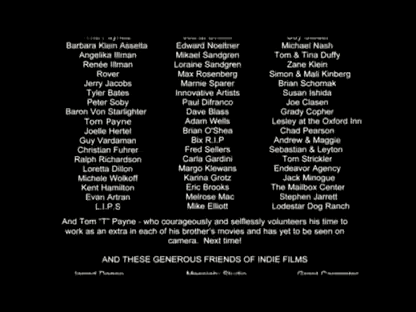 Barbara Klein Assetta Edward Noeltner Michael Nash
Angelika Illman Mikael Sandgren Tom & Tina Duffy
Renée Illman Loraine Sandgren Zane Klein
Rover Max Rosenberg Simon & Mali Kinberg
Jerry Jacobs Marnie Sparer Brian Schornak
Tyler Bates Innovative Artists Susan Ishida
Peter Soby Paul Difranco Joe Clasen
Baron Von Starlighter Dave Blass Grady Copher
Tom Payne Adam Wells Lesley at the Oxford Inn
Joelle Hertel Brian O'Shea Chad Pearson
Guy Vardaman Bix R.I.P Andrew & Maggie
Christian Fuhrer Fred Sellers Sebastian & Leyton
Ralph Richardson Carla Gardini Tom Strickler
Loretta Dillon Margo Klewans Endeavor Agency
Michele Wolkoff Karina Grotz Jack Minogue
Kent Hamilton Eric Brooks The Mailbox Center
Evan Artran Melrose Mac Stephen Jarrett
L.I.P.S Mike Elliott Lodestar Dog Ranch
And Tom "T" Payne - who courageously and selflessly volunteers his time to
work as an extra in each of his brother's movies and has yet to be seen on
camera. Next time!
AND THESE GENEROUS FRIENDS OF INDIE FILMS